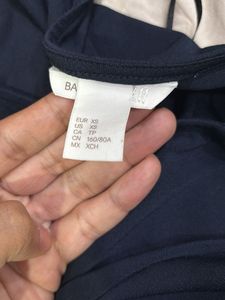 BA
EUR XS
US XS
CA TP
CN 160/80A
MX XCH